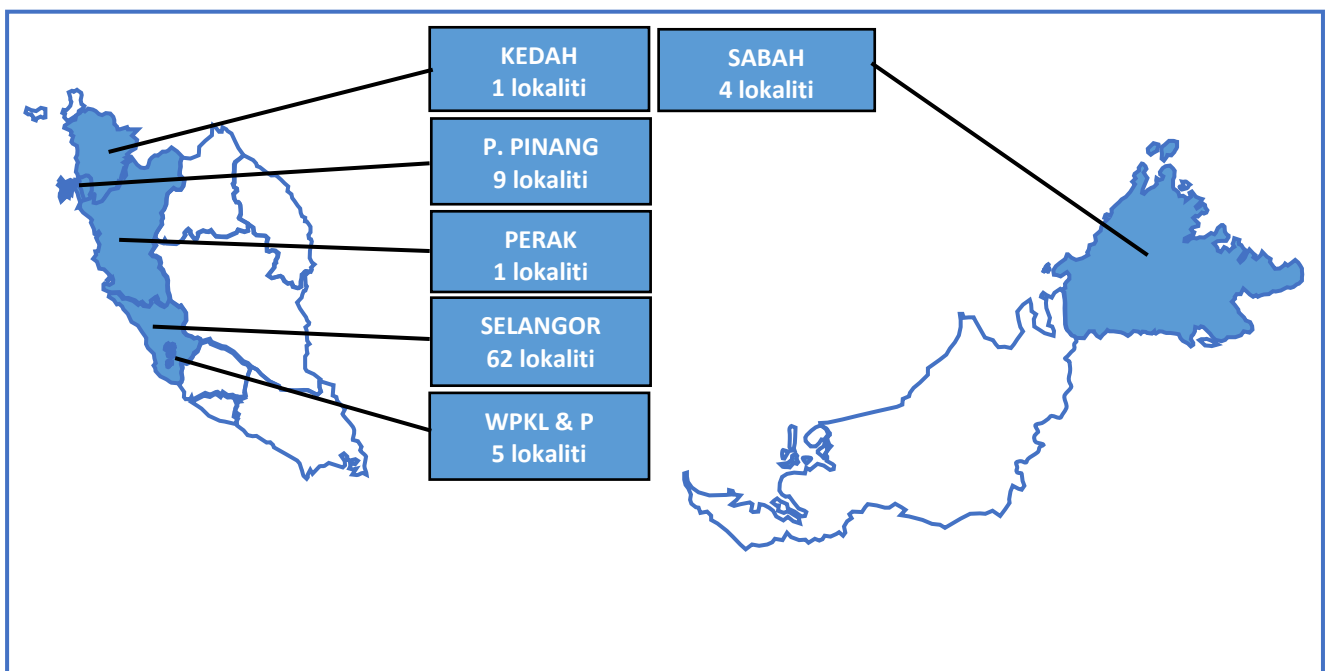 KEDAH
1 lokaliti
SABAH
4 lokaliti
P. PINANG
9 lokaliti
PERAK
1 lokaliti
SELANGOR
62 lokaliti
WPKL & P
5 lokaliti